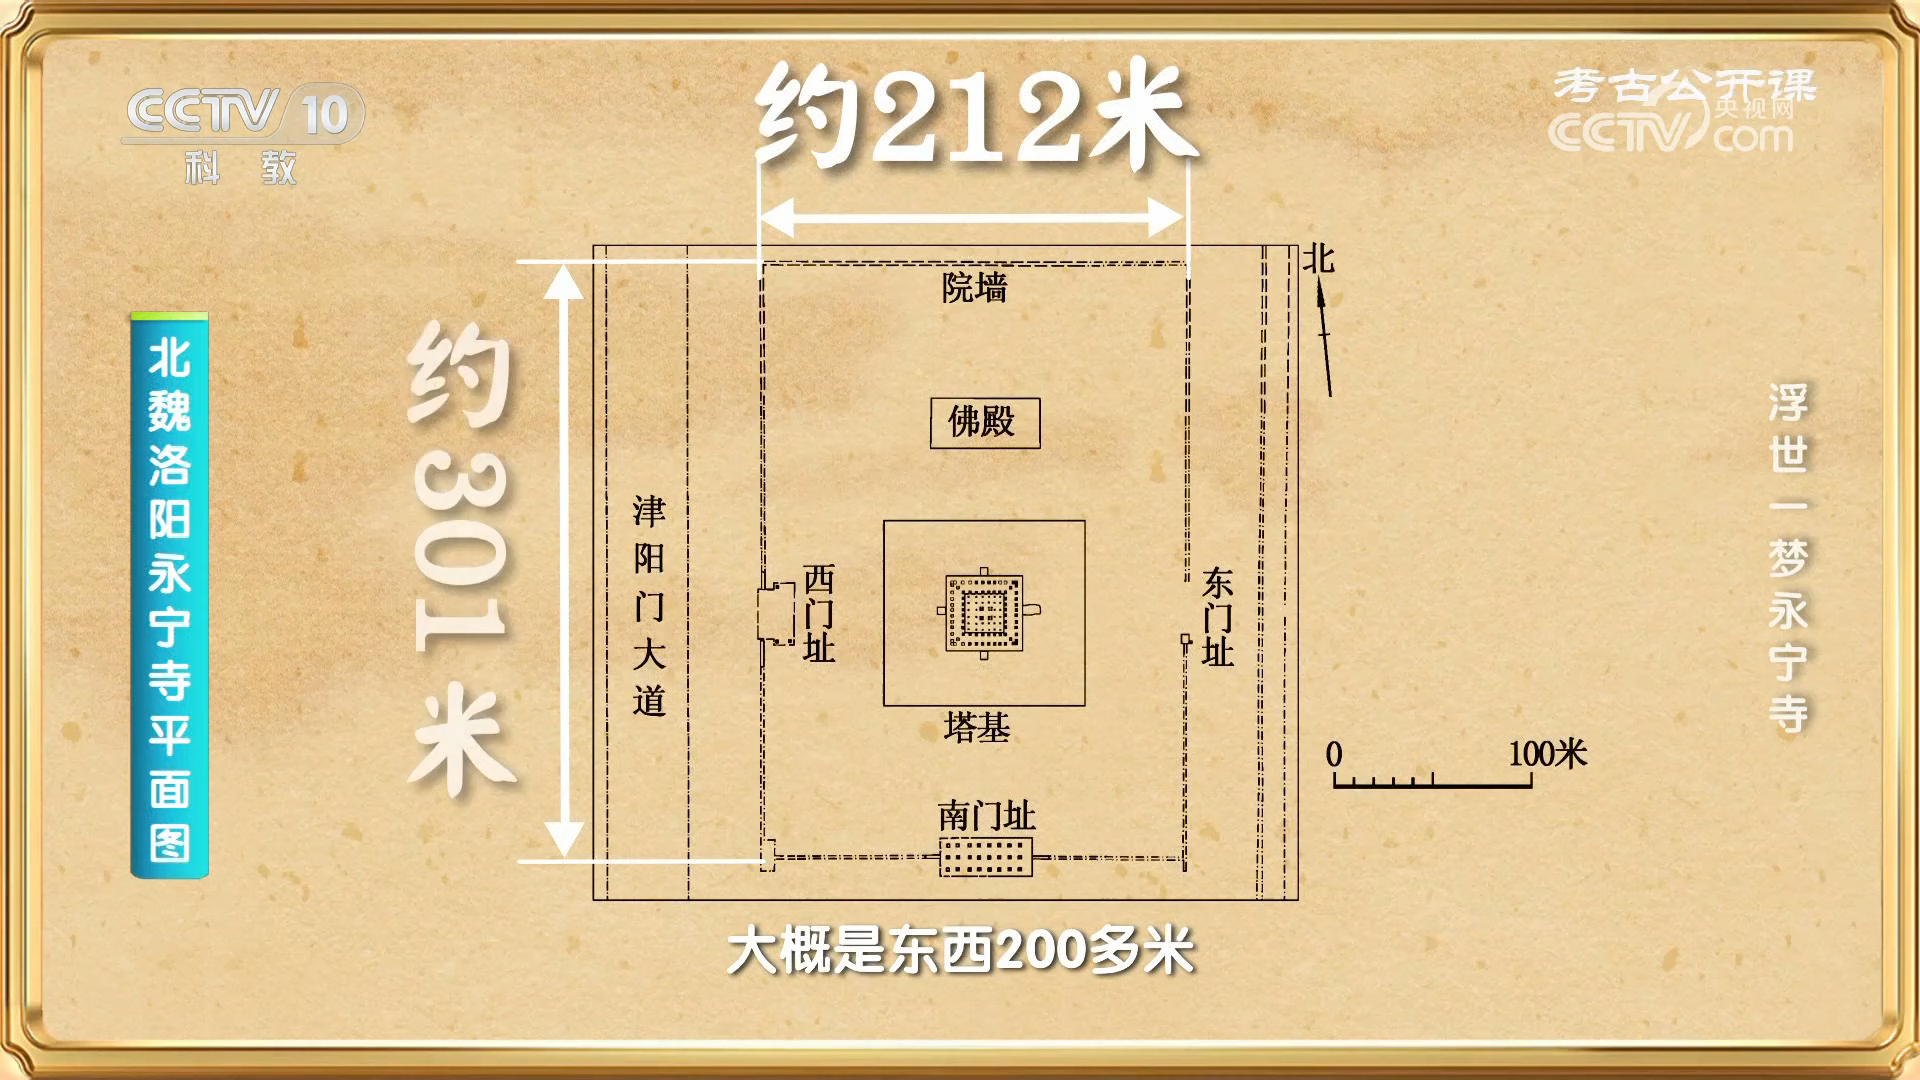 约212米
CCTV 10
科 教
考古公开课
央视网
CCTV com
北
院墙
北魏洛阳永宁寺平面图
约301米
津阳门大道
佛殿
西门址
东门址
塔基
南门址
浮世一梦永宁寺
0 100米
大概是东西200多米